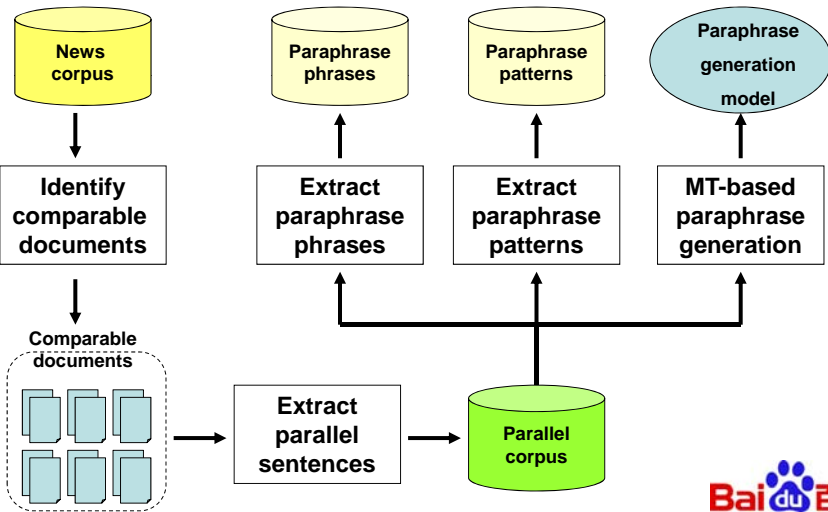 News
corpus
Paraphrase
phrases
Paraphrase
patterns
Paraphrase
generation
model
Identify
comparable
documents
Extract
paraphrase
phrases
Extract
paraphrase
patterns
MT-based
paraphrase
generation
Comparable
documents
Extract
parallel
sentences
Parallel
corpus
Bai du